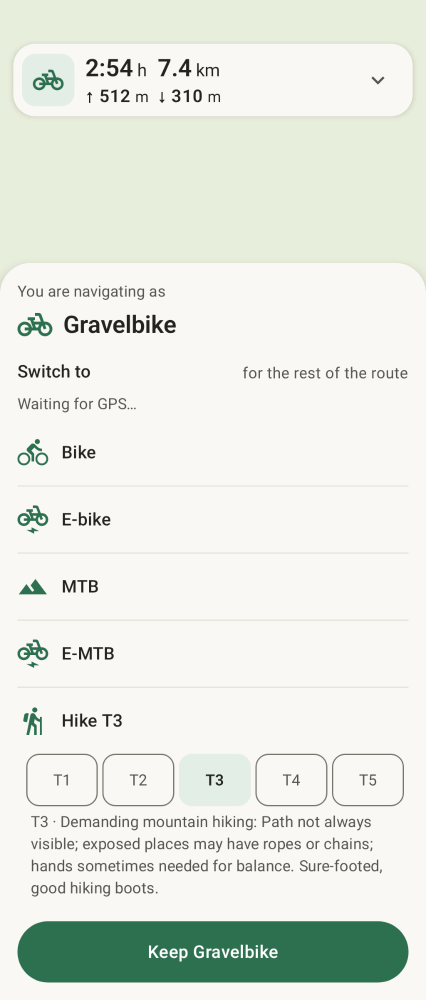 2:54 h 7.4 km
↑ 512 m ↓ 310 m
You are navigating as
Gravelbike
Switch to for the rest of the route
Waiting for GPS...
Bike
E-bike
MTB
E-MTB
Hike T3
T1 T2 T3 T4 T5
T3 · Demanding mountain hiking: Path not always
visible; exposed places may have ropes or chains;
hands sometimes needed for balance. Sure-footed,
good hiking boots.
Keep Gravelbike